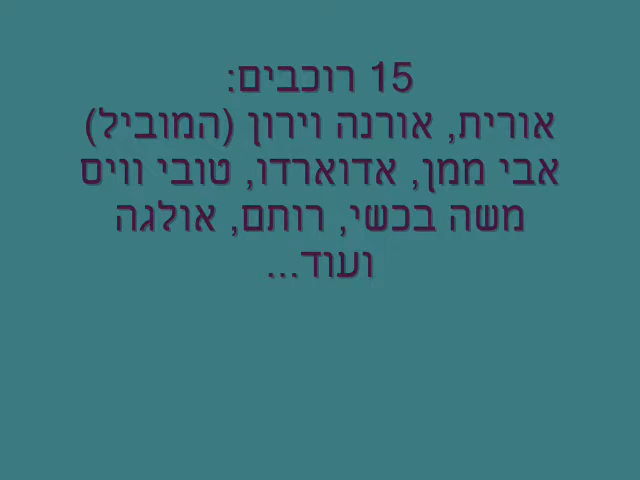 15 רוכבים:
אורית, אורנה וירון (המוביל)
אבי ממן, אדוארדו, טובי ווים
משה בכשי, רותם, אולגה
ועוד...